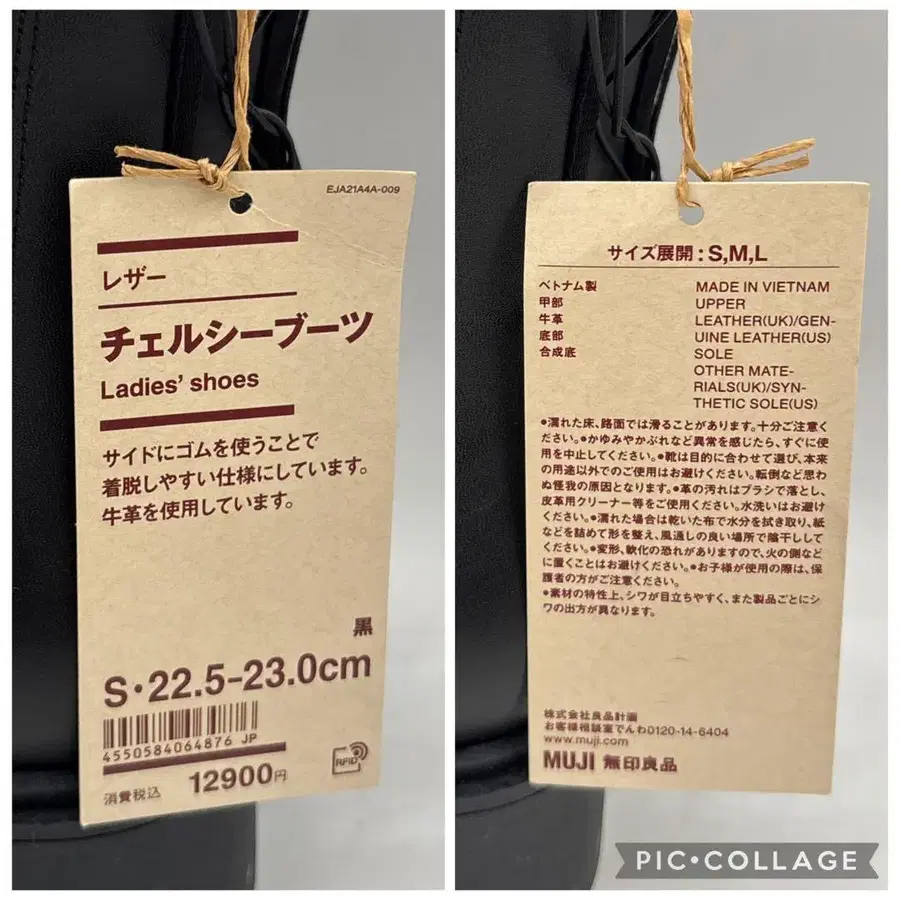 EJA21A4A-009
レザー
チェルシーブーツ
Ladies' shoes
サイドにゴムを使うことで
着脱しやすい仕様にしています。
牛革を使用しています。
黒
S・22.5-23.0cm
4550584064876 JP
消費税込 12900円
RFID
サイズ展開：S,M,L
ベトナム製 MADE IN VIETNAM
甲部 UPPER
牛革 LEATHER(UK)/GEN-
底部 UINE LEATHER(US)
合成底 SOLE
OTHER MATE-
RIALS(UK)/SYN-
THETIC SOLE(US)
●濡れた床、路面では滑ることがあります。十分ご注意く
ださい。●かゆみやかぶれなど異常を感じたら、すぐに使
用を中止してください。●靴は目的に合わせて選び、本来
の用途以外でのご使用はお避けください。転倒など思わ
ぬ怪我の原因となります。●革の汚れはブラシで落とし、
皮革用クリーナー等をご使用ください。水洗いはお避け
ください。●濡れた場合は乾いた布で水分を拭き取り、紙
などを詰めて形を整え、風通しの良い場所で陰干しして
ください。●変形、軟化の恐れがありますので、火の側など
に置くことはお避けください。●お子様が使用の際は、保
護者の方がご注意ください。
●素材の特性上、シワが目立ちやすく、また製品ごとにシ
ワの出方が異なります。
株式会社良品計画
お客様相談室でんわ0120-14-6404
www.muji.com
MUJI 無印良品
PIC•COLLAGE